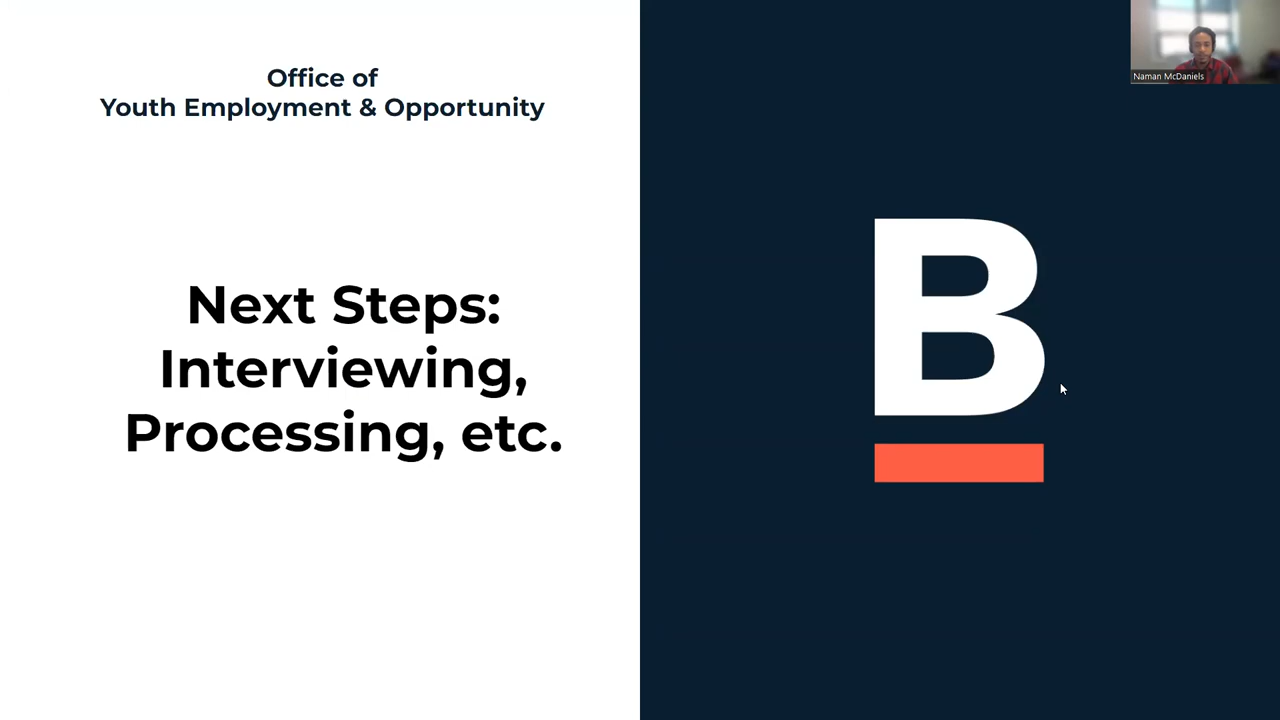 Office of
Youth Employment & Opportunity
Next Steps:
Interviewing,
Processing, etc.
B
Naman McDaniels